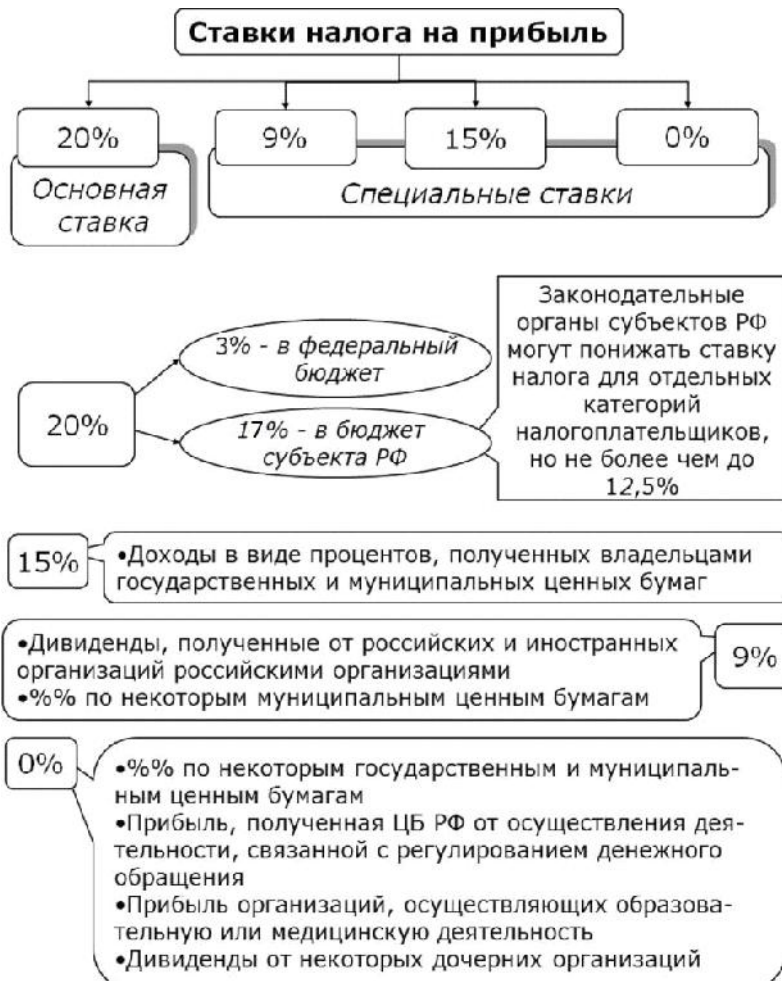 Ставки налога на прибыль
20%
9%
15%
0%
Основная
ставка
Специальные ставки
20%
3% - в федеральный
бюджет
17% - в бюджет
субъекта РФ
Законодательные
органы субъектов РФ
могут понижать ставку
налога для отдельных
категорий
налогоплательщиков,
но не более чем до
12,5%
15%
•Доходы в виде процентов, полученных владельцами
государственных и муниципальных ценных бумаг
•Дивиденды, полученные от российских и иностранных
организаций российскими организациями
•%% по некоторым муниципальным ценным бумагам
9%
0%
•%% по некоторым государственным и муниципаль-
ным ценным бумагам
•Прибыль, полученная ЦБ РФ от осуществления дея-
тельности, связанной с регулированием денежного
обращения
•Прибыль организаций, осуществляющих образова-
тельную или медицинскую деятельность
•Дивиденды от некоторых дочерних организаций